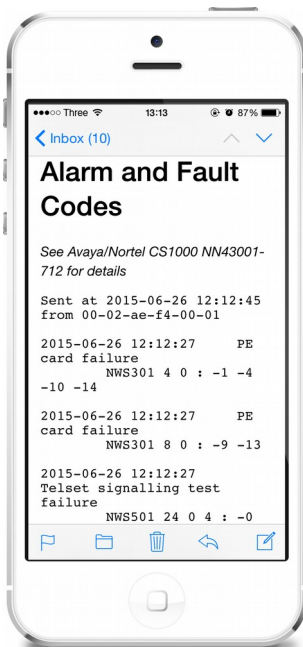 Three 13:13 87%
Inbox (10)
Alarm and Fault
Codes
See Avaya/Nortel CS1000 NN43001-
712 for details
Sent at 2015-06-26 12:12:45
from 00-02-ae-f4-00-01
2015-06-26 12:12:27 PE
card failure
NWS301 4 0 : -1 -4
-10 -14
2015-06-26 12:12:27 PE
card failure
NWS301 8 0 : -9 -13
2015-06-26 12:12:27
Telset signalling test
failure
NWS501 24 0 4 : -0